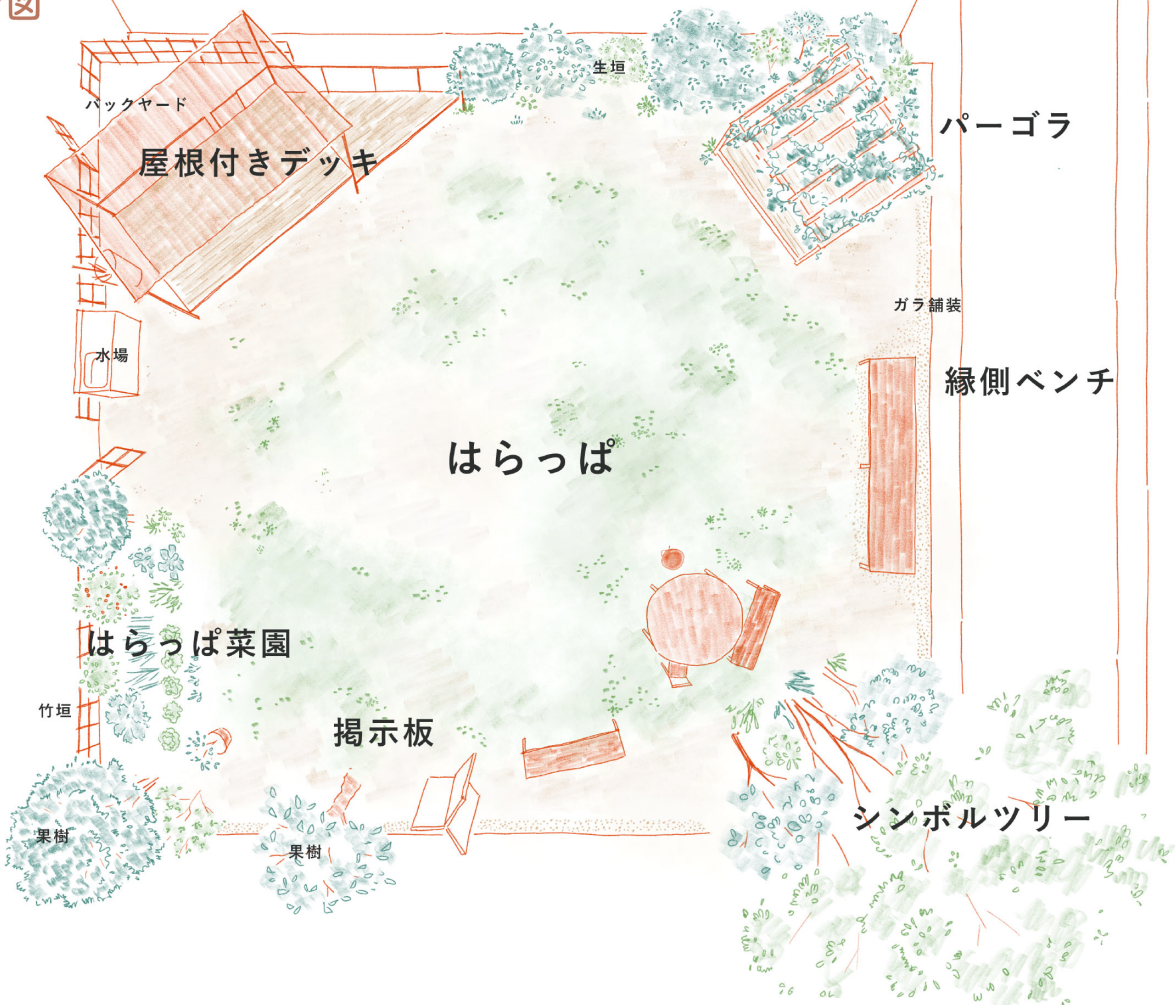 図
生垣
バックヤード
パーゴラ
屋根付きデッキ
ガラ舗装
水場
縁側ベンチ
はらっぱ
はらっぱ菜園
竹垣
掲示板
シンボルツリー
果樹
果樹